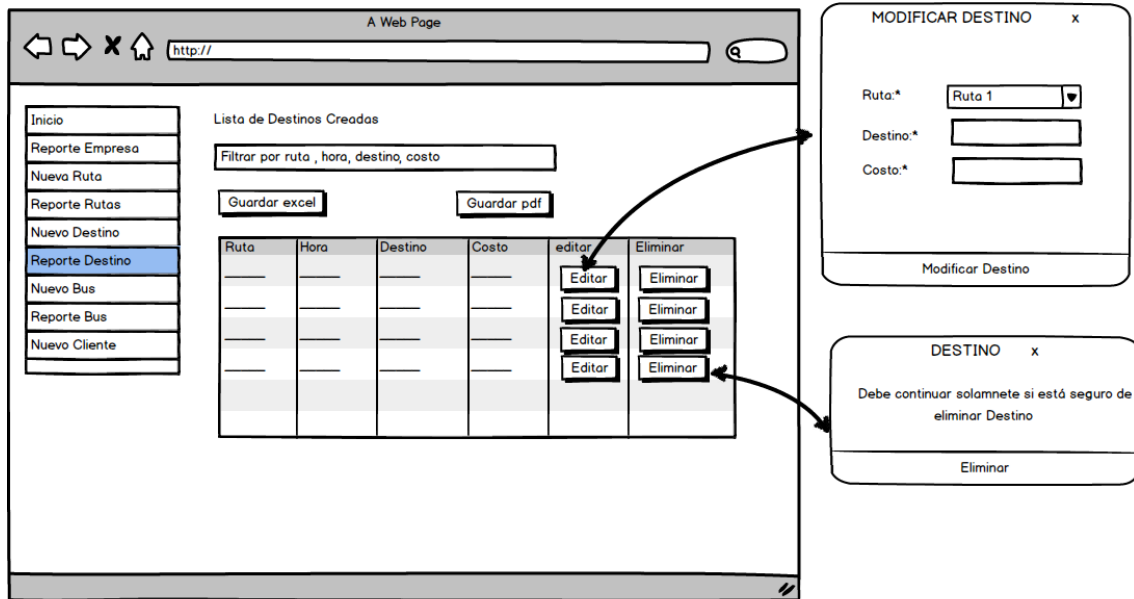 A Web Page
http://
Inicio
Reporte Empresa
Nueva Ruta
Reporte Rutas
Nuevo Destino
Reporte Destino
Nuevo Bus
Reporte Bus
Nuevo Cliente
Lista de Destinos Creadas
Filtrar por ruta , hora, destino, costo
Guardar excel Guardar pdf
Ruta Hora Destino Costo editar Eliminar
Editar Eliminar
Editar Eliminar
Editar Eliminar
Editar Eliminar
MODIFICAR DESTINO x
Ruta:* Ruta 1
Destino:*
Costo:*
Modificar Destino
DESTINO x
Debe continuar solamnete si está seguro de
eliminar Destino
Eliminar